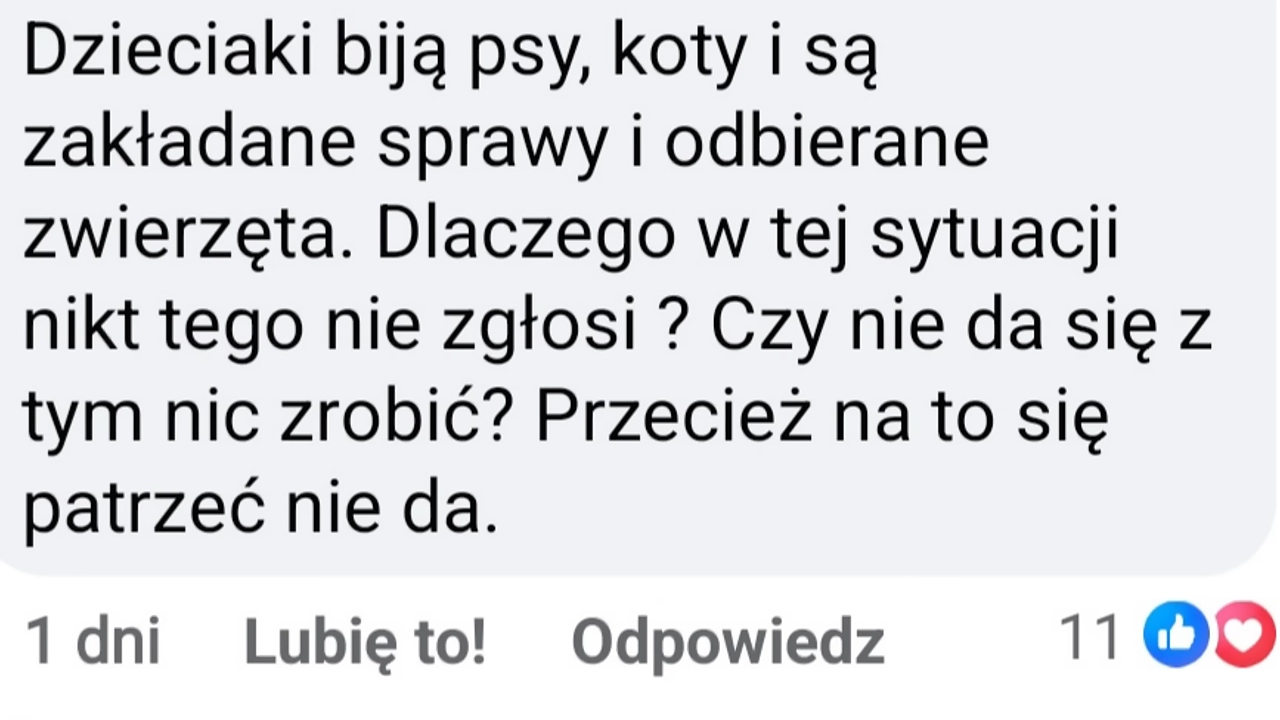 Dzieciaki biją psy, koty i są
zakładane sprawy i odbierane
zwierzęta. Dlaczego w tej sytuacji
nikt tego nie zgłosi ? Czy nie da się z
tym nic zrobić? Przecież na to się
patrzeć nie da.
1 dni Lubię to! Odpowiedz 11